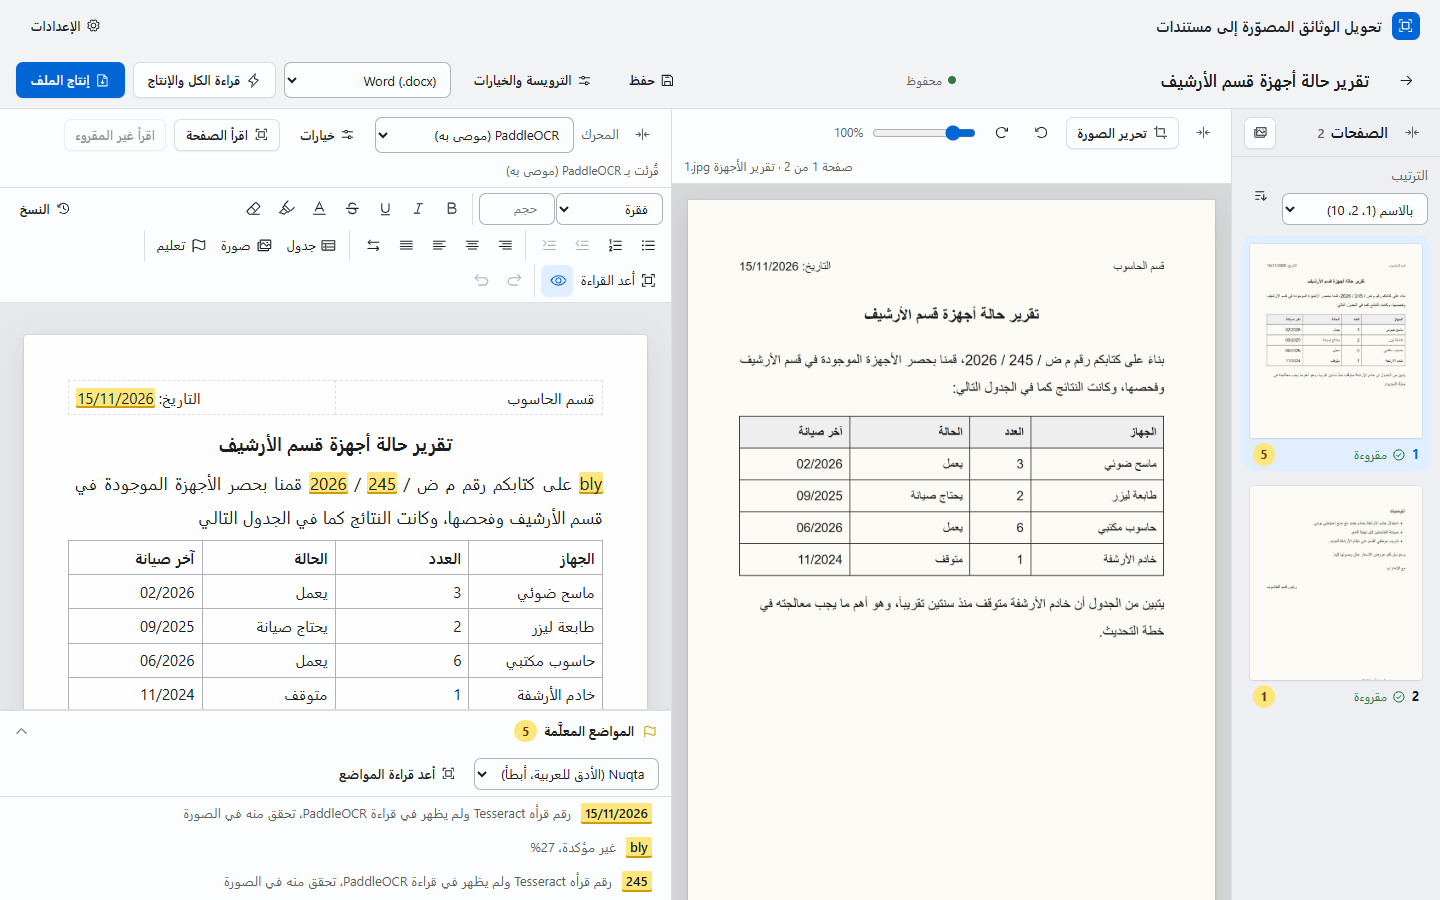 تحويل الوثائق المصوّرة إلى مستندات
الإعدادات
تقرير حالة أجهزة قسم الأرشيف
محفوظ
حفظ
الترويسة والخيارات
Word (.docx)
قراءة الكل والإنتاج
إنتاج الملف
الصفحات 2
الترتيب
بالاسم (1، 2، 10)
1 مقروءة 5
2 مقروءة 1
تحرير الصورة
100%
صفحة 1 من 2 · تقرير الأجهزة 1.jpg
قسم الحاسوب
التاريخ: 15/11/2026
تقرير حالة أجهزة قسم الأرشيف
بناءً على كتابكم رقم م ض / 245 / 2026، قمنا بحصر الأجهزة الموجودة في قسم الأرشيف
وفحصها، وكانت النتائج كما في الجدول التالي:
الجهاز العدد الحالة آخر صيانة
ماسح ضوئي 3 يعمل 02/2026
طابعة ليزر 2 يحتاج صيانة 09/2025
حاسوب مكتبي 6 يعمل 06/2026
خادم الأرشفة 1 متوقف 11/2024
يتبين من الجدول أن خادم الأرشفة متوقف منذ سنتين تقريباً، وهو أهم ما يجب معالجته في
خطة التحديث.
المحرك
PaddleOCR (موصى به)
خيارات
اقرأ الصفحة
اقرأ غير المقروء
قُرئت بـ PaddleOCR (موصى به)
فقرة
حجم
النسخ
جدول
صورة
تعليم
أعد القراءة
قسم الحاسوب
التاريخ: 15/11/2026
تقرير حالة أجهزة قسم الأرشيف
bly على كتابكم رقم م ض / 245 / 2026 قمنا بحصر الأجهزة الموجودة في
قسم الأرشيف وفحصها، وكانت النتائج كما في الجدول التالي
الجهاز العدد الحالة آخر صيانة
ماسح ضوئي 3 يعمل 02/2026
طابعة ليزر 2 يحتاج صيانة 09/2025
حاسوب مكتبي 6 يعمل 06/2026
خادم الأرشفة 1 متوقف 11/2024
المواضع المعلَّمة 5
Nuqta (الأدق للعربية، أبطأ)
أعد قراءة المواضع
15/11/2026 رقم قرأه Tesseract ولم يظهر في قراءة PaddleOCR، تحقق منه في الصورة
bly غير مؤكدة، 27%
245 رقم قرأه Tesseract ولم يظهر في قراءة PaddleOCR، تحقق منه في الصورة